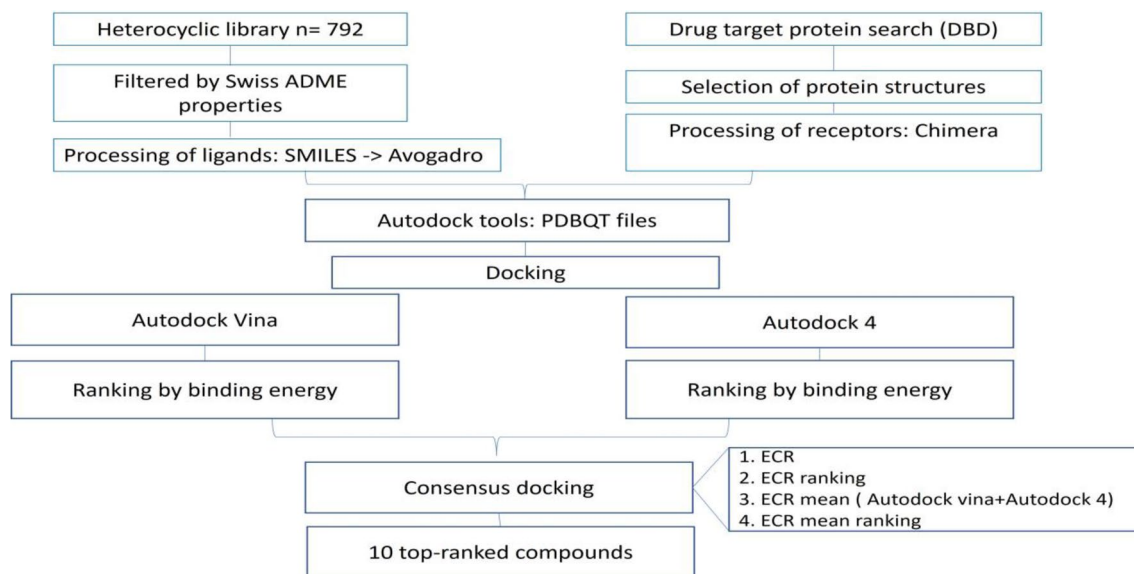 Heterocyclic library n= 792
Drug target protein search (DBD)
Filtered by Swiss ADME
properties
Selection of protein structures
Processing of ligands: SMILES -> Avogadro
Processing of receptors: Chimera
Autodock tools: PDBQT files
Docking
Autodock Vina
Autodock 4
Ranking by binding energy
Ranking by binding energy
Consensus docking
1. ECR
2. ECR ranking
3. ECR mean ( Autodock vina+Autodock 4)
4. ECR mean ranking
10 top-ranked compounds